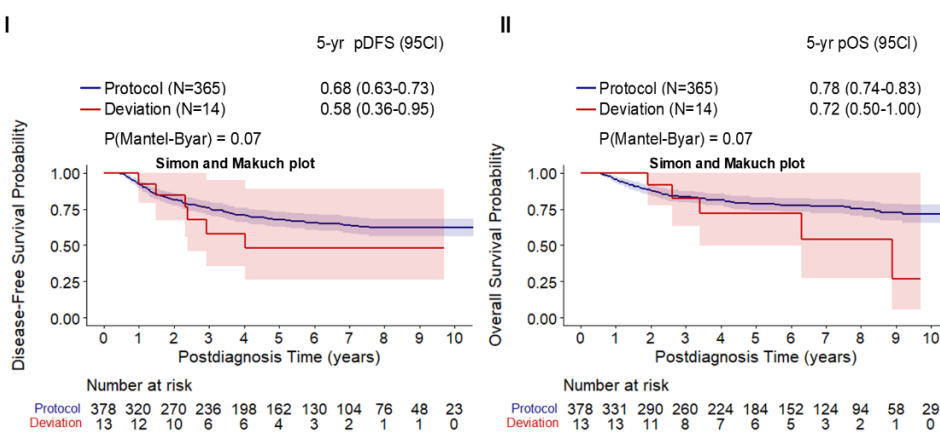 I
5-yr pDFS (95CI)
Protocol (N=365) 0.68 (0.63-0.73)
Deviation (N=14) 0.58 (0.36-0.95)
P(Mantel-Byar) = 0.07
Simon and Makuch plot
Disease-Free Survival Probability
1.00
0.75
0.50
0.25
0.00
0 1 2 3 4 5 6 7 8 9 10
Postdiagnosis Time (years)
Number at risk
Protocol 378 320 270 236 198 162 130 104 76 48 23
Deviation 13 12 10 6 6 4 3 2 1 1 0
II
5-yr pOS (95CI)
Protocol (N=365) 0.78 (0.74-0.83)
Deviation (N=14) 0.72 (0.50-1.00)
P(Mantel-Byar) = 0.07
Simon and Makuch plot
Overall Survival Probability
1.00
0.75
0.50
0.25
0.00
0 1 2 3 4 5 6 7 8 9 10
Postdiagnosis Time (years)
Number at risk
Protocol 378 331 290 260 224 184 152 124 94 58 29
Deviation 13 13 11 8 7 6 5 3 2 1 0